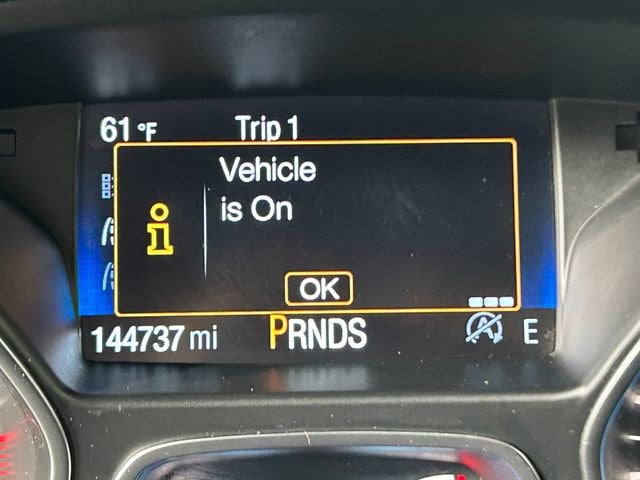 61 °F Trip 1
Vehicle
is On
i
OK
144737 mi PRNDS A E